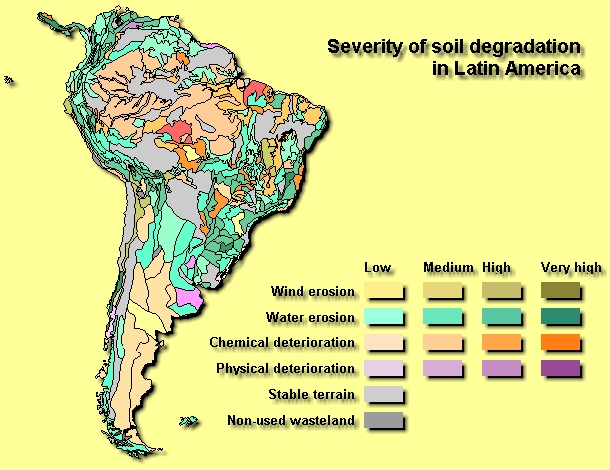 Severity of soil degradation
in Latin America
Low Medium High Very high
Wind erosion
Water erosion
Chemical deterioration
Physical deterioration
Stable terrain
Non-used wasteland